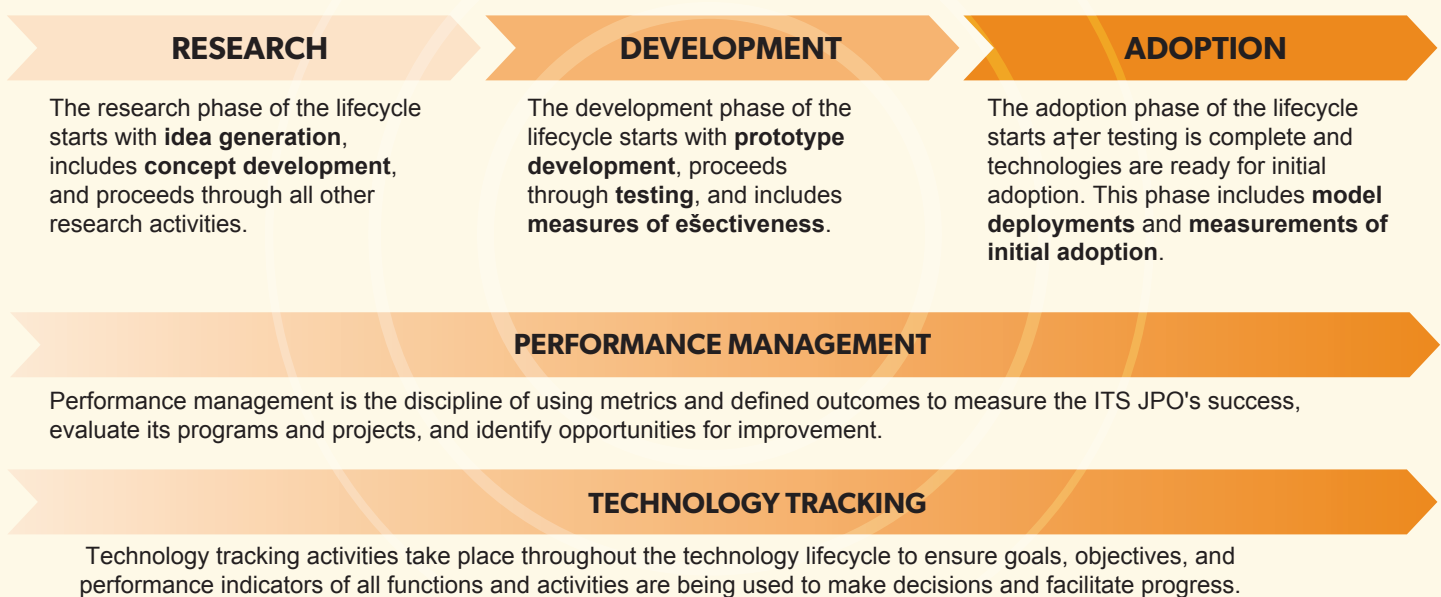 RESEARCH
The research phase of the lifecycle
starts with idea generation,
includes concept development,
and proceeds through all other
research activities.
DEVELOPMENT
The development phase of the
lifecycle starts with prototype
development, proceeds
through testing, and includes
measures of ešectiveness.
ADOPTION
The adoption phase of the lifecycle
starts a†er testing is complete and
technologies are ready for initial
adoption. This phase includes model
deployments and measurements of
initial adoption.
PERFORMANCE MANAGEMENT
Performance management is the discipline of using metrics and defined outcomes to measure the ITS JPO's success,
evaluate its programs and projects, and identify opportunities for improvement.
TECHNOLOGY TRACKING
Technology tracking activities take place throughout the technology lifecycle to ensure goals, objectives, and
performance indicators of all functions and activities are being used to make decisions and facilitate progress.